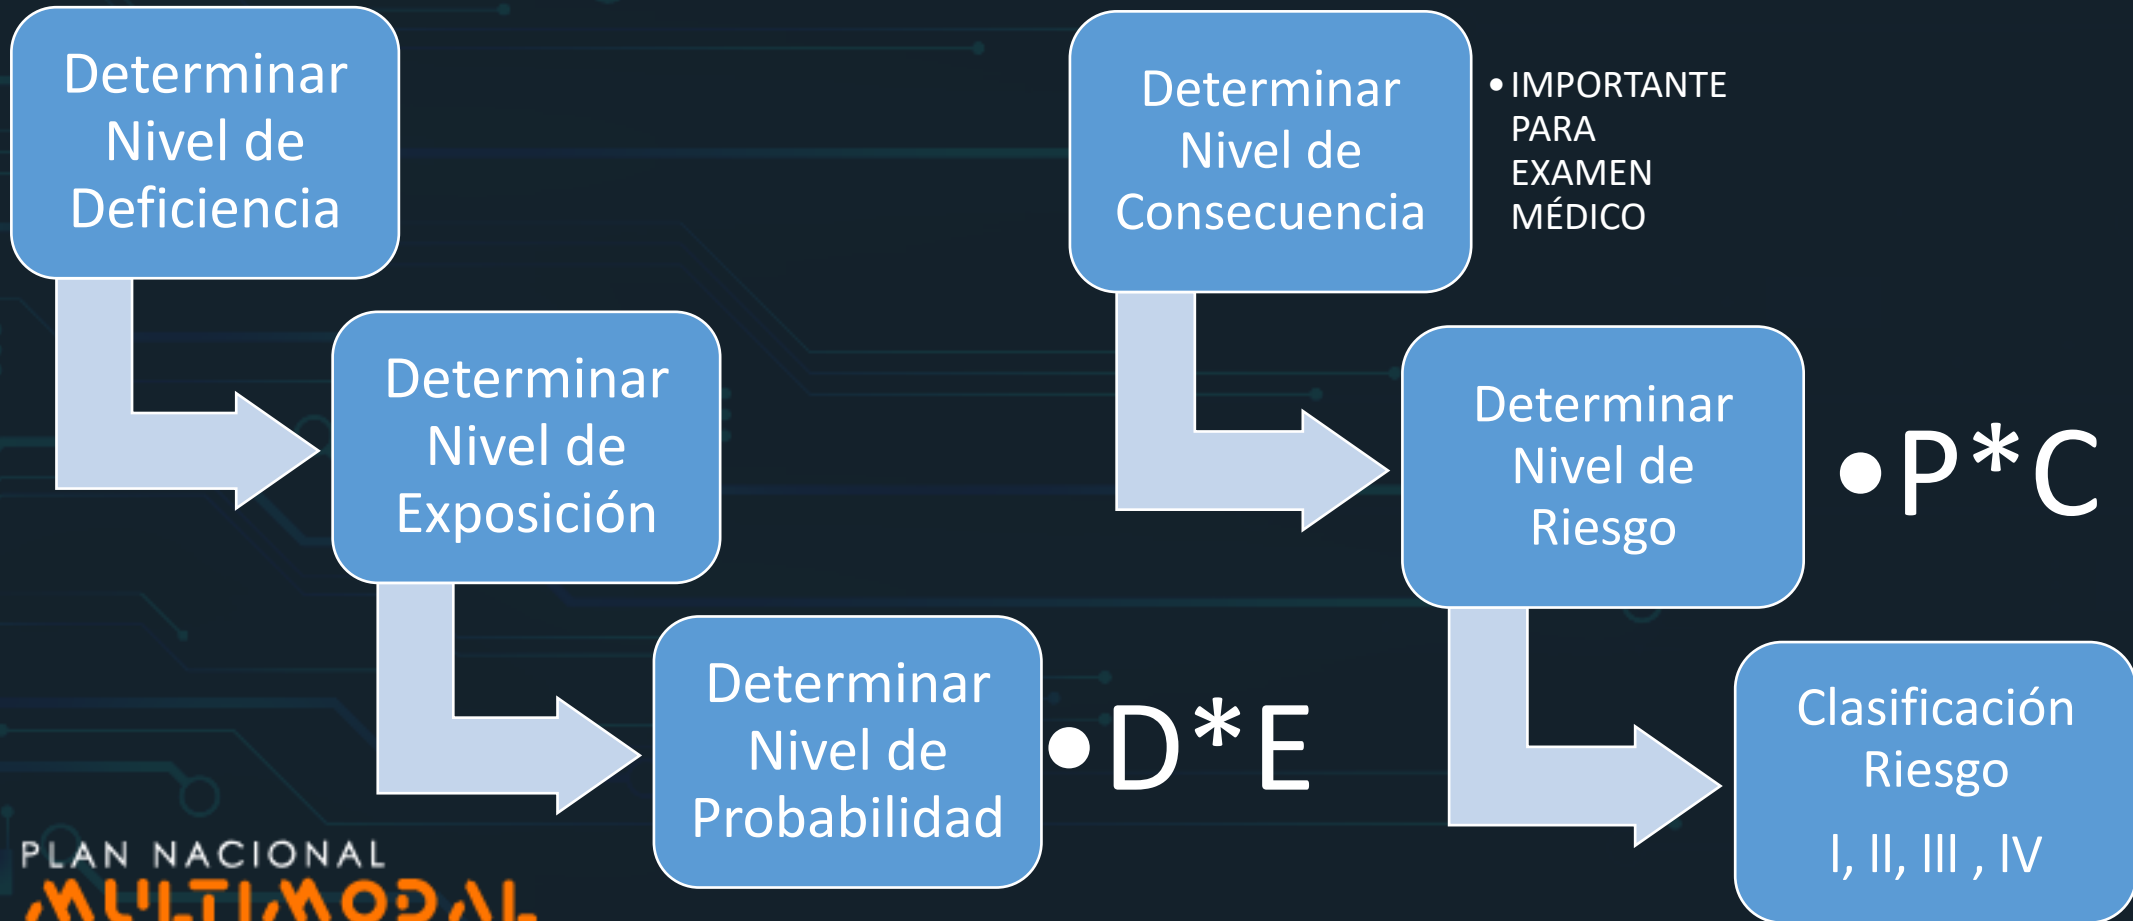 Determinar
Nivel de
Deficiencia
Determinar
Nivel de
Exposición
Determinar
Nivel de
Probabilidad
•D*E
Determinar
Nivel de
Consecuencia
•IMPORTANTE
PARA
EXAMEN
MÉDICO
Determinar
Nivel de
Riesgo
•P*C
Clasificación
Riesgo
I, II, III , IV
PLAN NACIONAL
MULTIMODAL